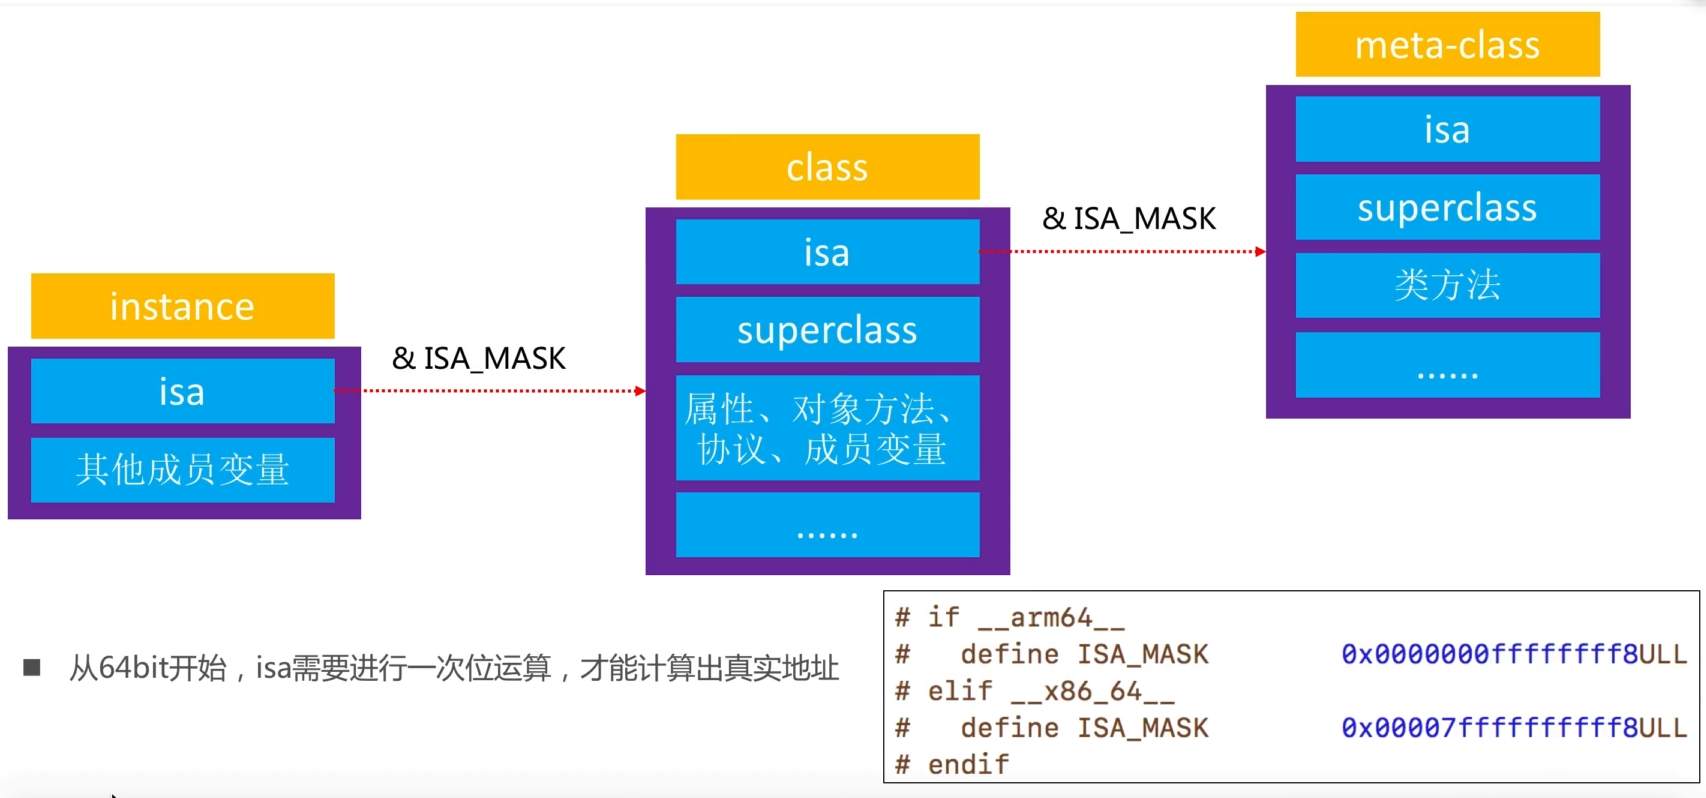 instance
isa
其他成员变量
& ISA_MASK
class
isa
superclass
属性、对象方法、
协议、成员变量
......
& ISA_MASK
meta-class
isa
superclass
类方法
......
■ 从64bit开始，isa需要进行一次位运算，才能计算出真实地址
# if __arm64__
#   define ISA_MASK        0x0000000ffffffff8ULL
# elif __x86_64__
#   define ISA_MASK        0x00007ffffffffff8ULL
# endif